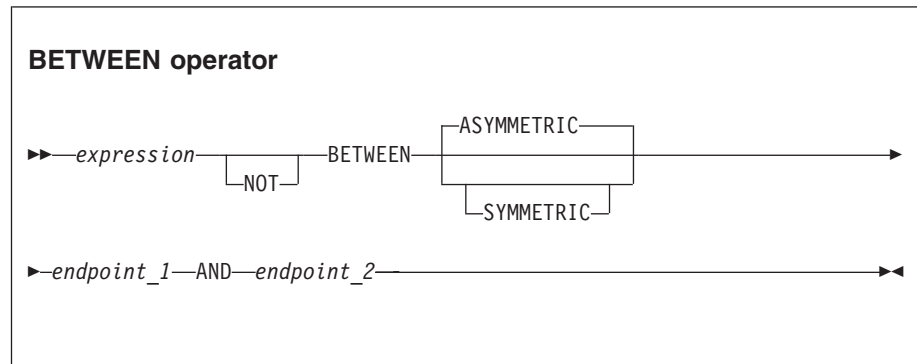 BETWEEN operator
ASYMMETRIC
expression NOT BETWEEN SYMMETRIC
endpoint_1 AND endpoint_2